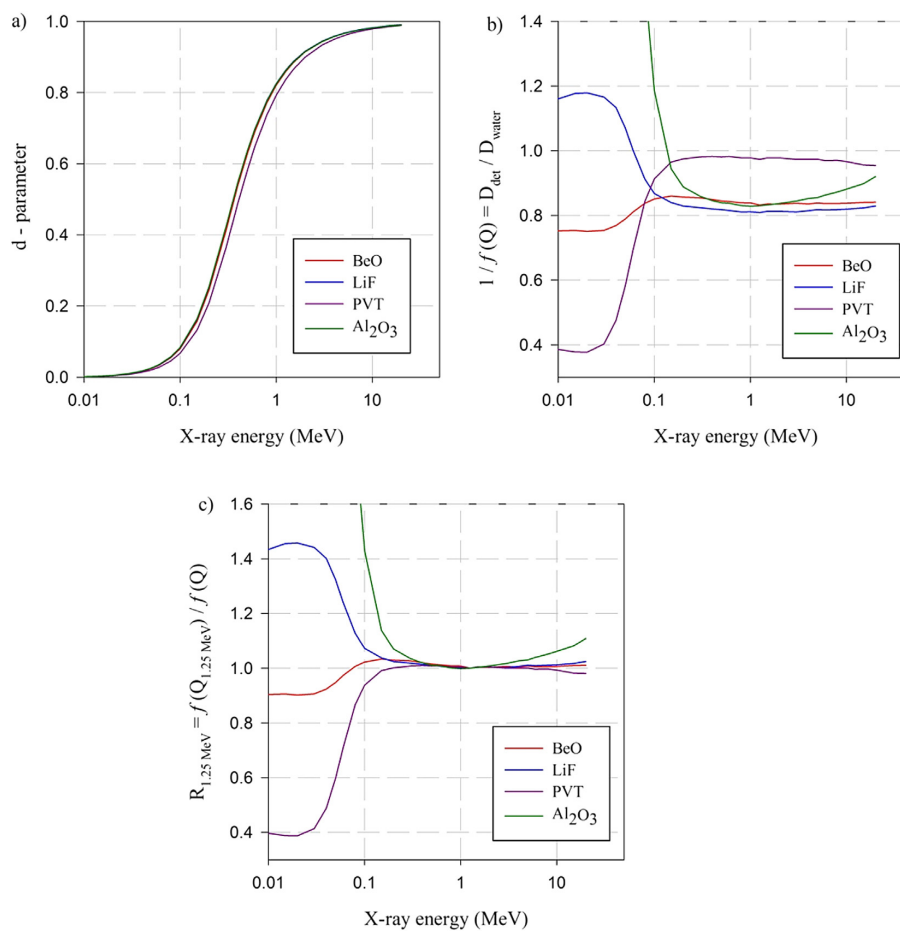 a)
1.0
0.8
0.6
0.4
0.2
0.0
d - parameter
0.01 0.1 1 10
X-ray energy (MeV)
BeO
LiF
PVT
Al₂O₃
b)
1.4
1.2
1.0
0.8
0.6
0.4
1 / f (Q) = D_det / D_water
0.01 0.1 1 10
X-ray energy (MeV)
BeO
LiF
PVT
Al₂O₃
c)
1.6
1.4
1.2
1.0
0.8
0.6
0.4
R_1.25 MeV = f (Q_1.25 MeV) / f (Q)
0.01 0.1 1 10
X-ray energy (MeV)
BeO
LiF
PVT
Al₂O₃